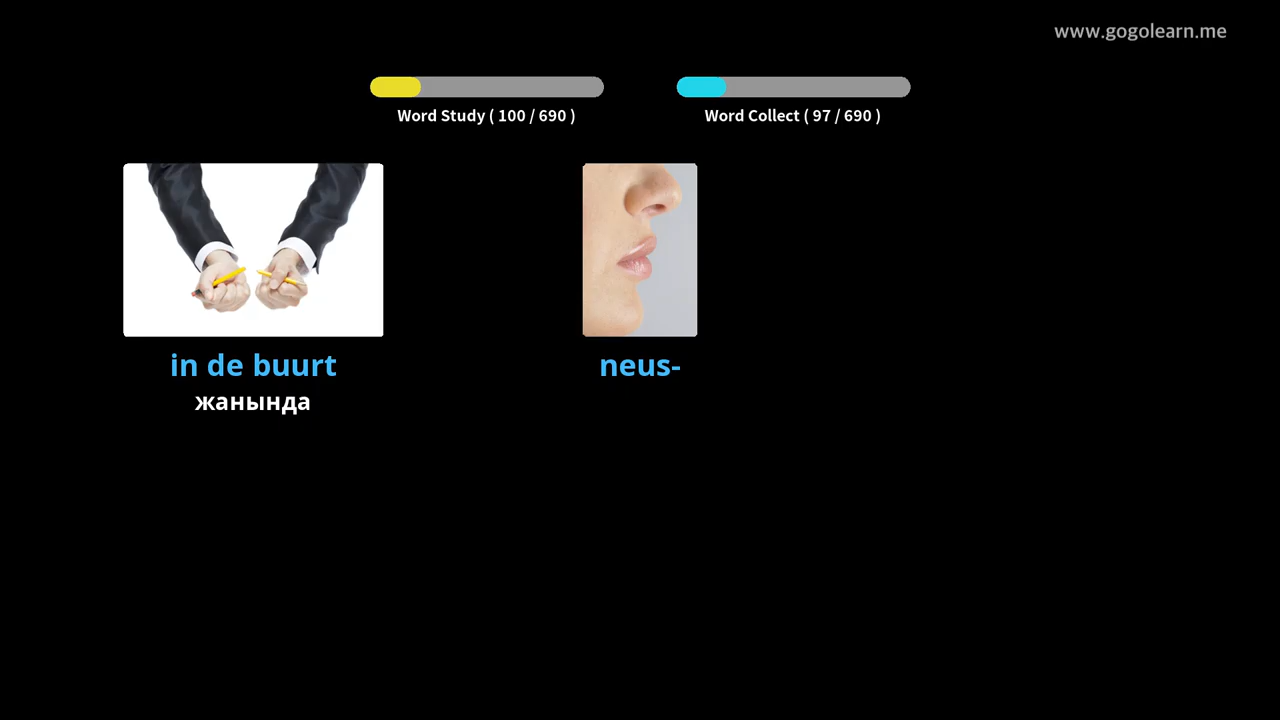 www.gogolearn.me
Word Study ( 100 / 690 )
Word Collect ( 97 / 690 )
in de buurt
жанында
neus-